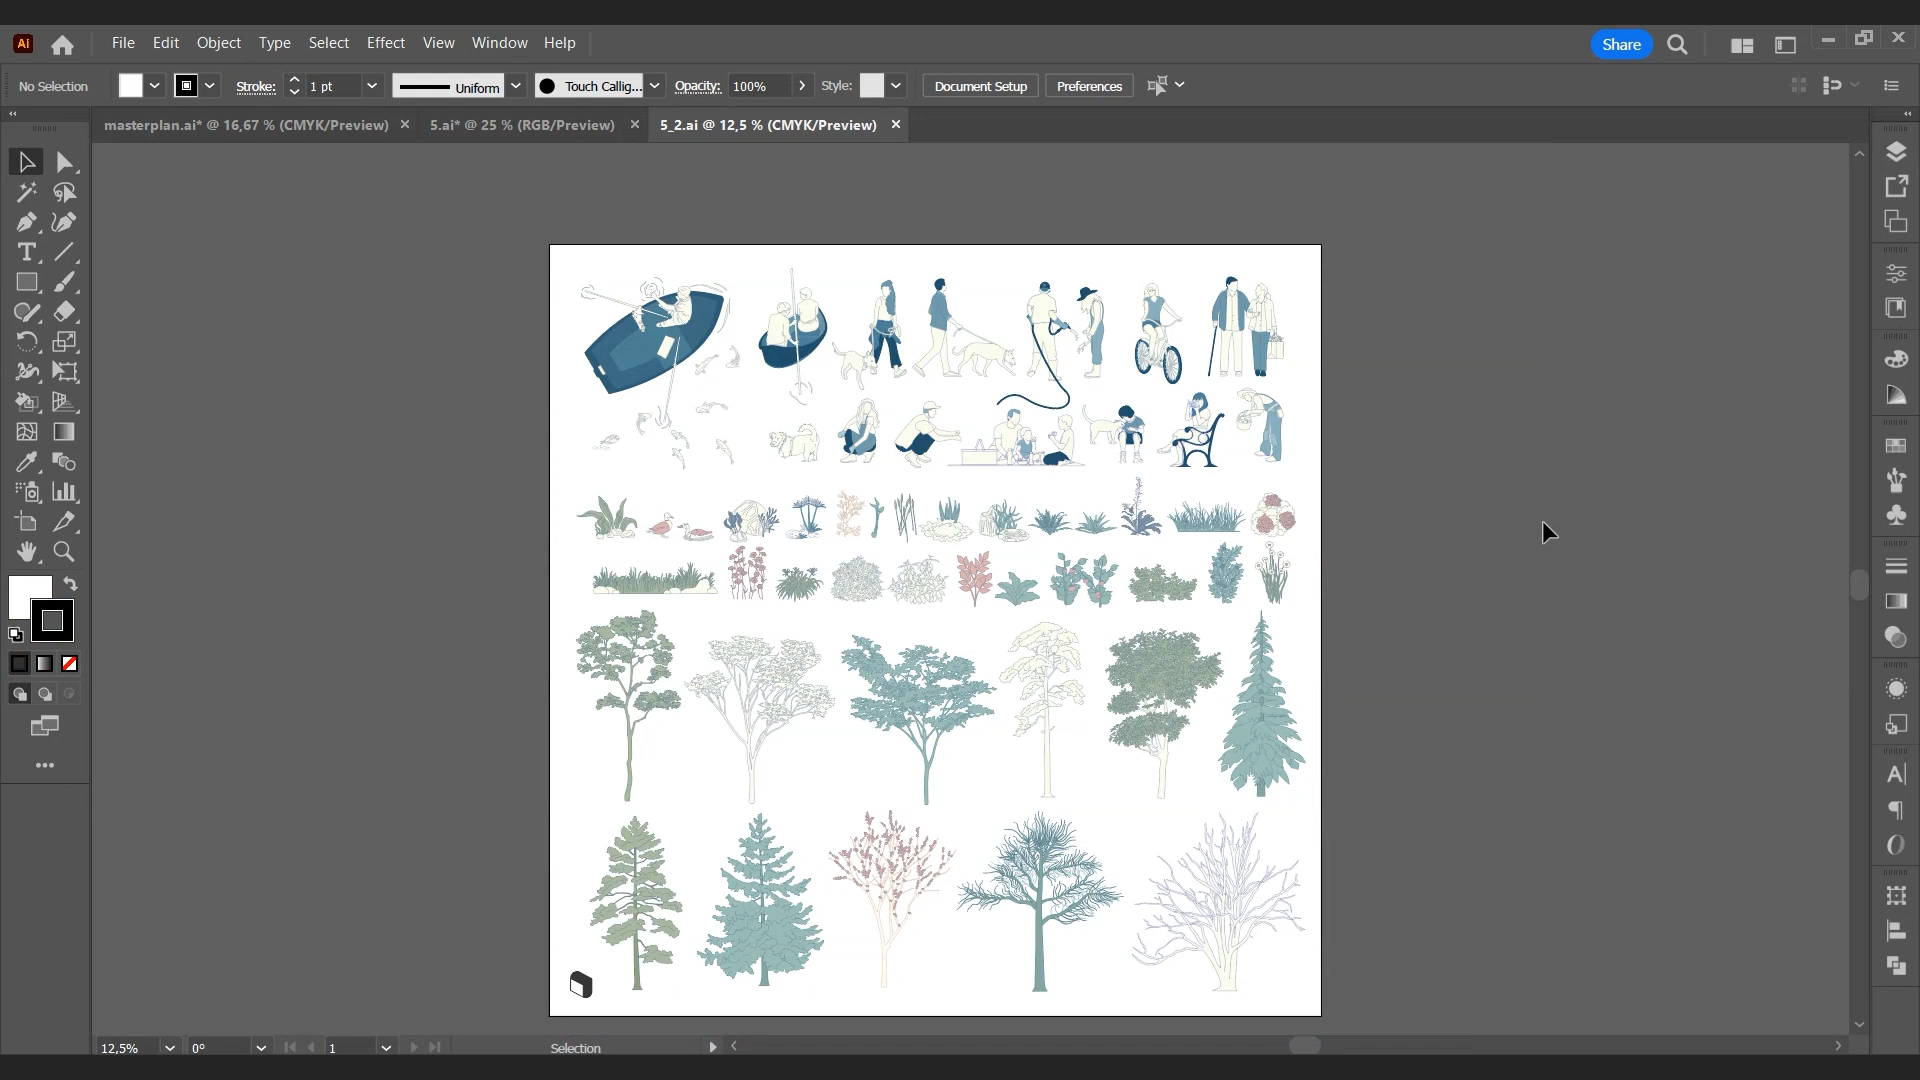 Ai File Edit Object Type Select Effect View Window Help Share
No Selection Stroke: 1 pt Uniform Touch Callig... Opacity: 100% Style: Document Setup Preferences
masterplan.ai* @ 16,67 % (CMYK/Preview) × 5.ai* @ 25 % (RGB/Preview) × 5_2.ai @ 12,5 % (CMYK/Preview) ×
12,5% 0° 1 Selection